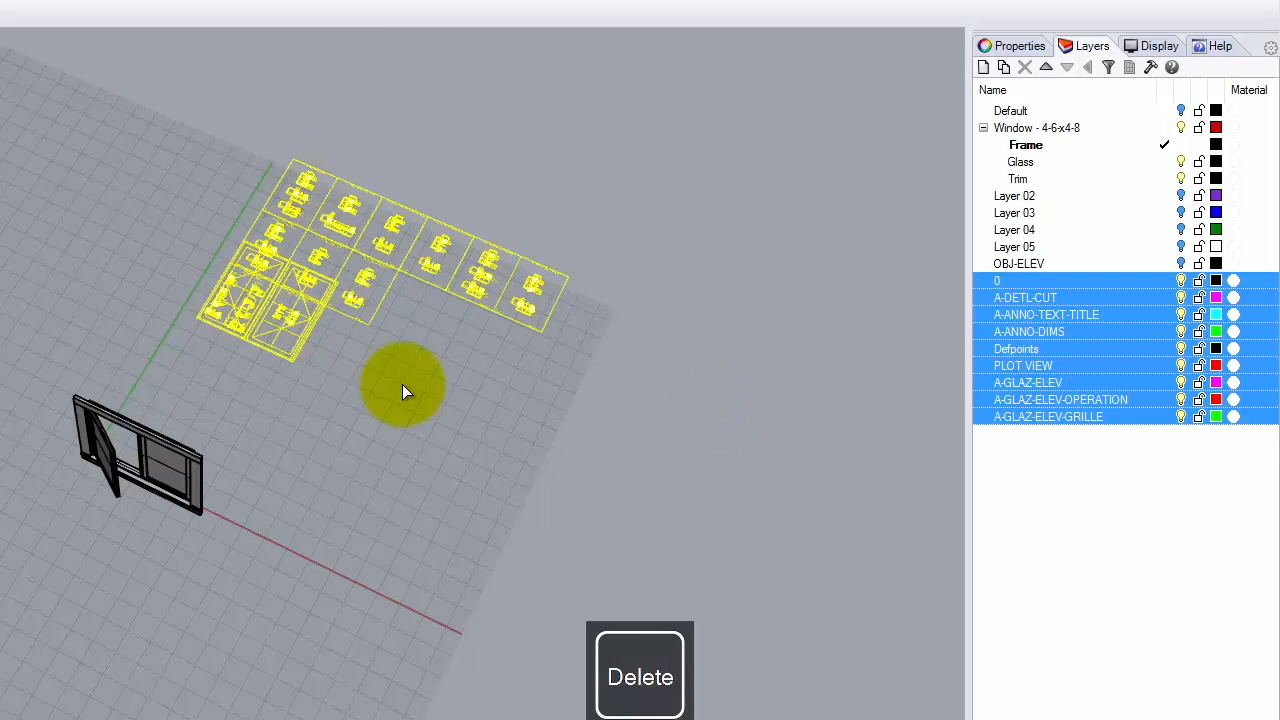 Properties Layers Display Help
Name Material
Default
Window - 4-6-x4-8
Frame
Glass
Trim
Layer 02
Layer 03
Layer 04
Layer 05
OBJ-ELEV
0
A-DETL-CUT
A-ANNO-TEXT-TITLE
A-ANNO-DIMS
Defpoints
PLOT VIEW
A-GLAZ-ELEV
A-GLAZ-ELEV-OPERATION
A-GLAZ-ELEV-GRILLE
Delete